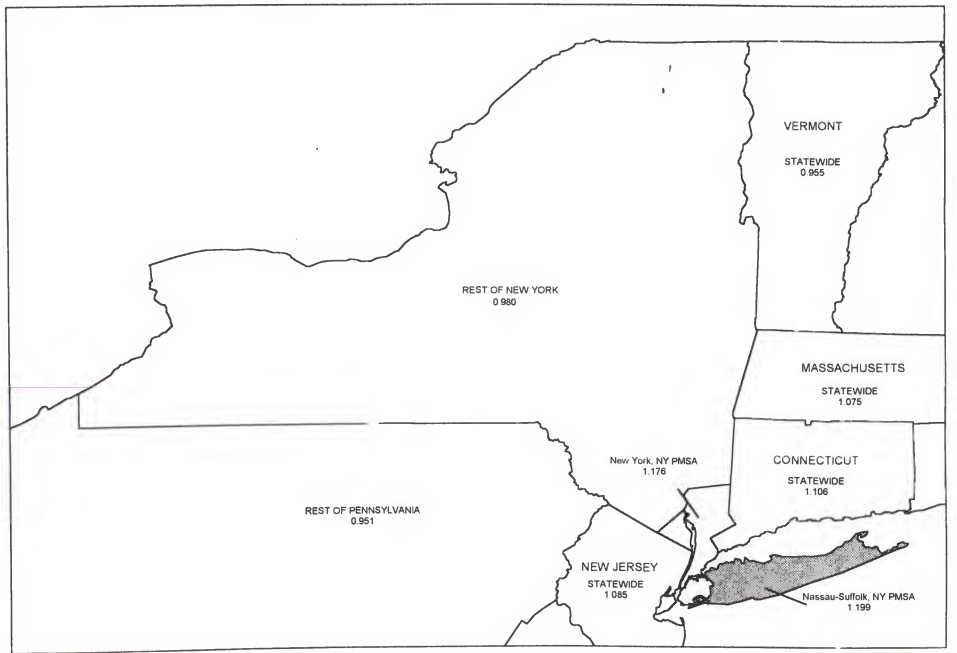 VERMONT
STATEWIDE
0.955
REST OF NEW YORK
0 980
MASSACHUSETTS
STATEWIDE
1.075
New York, NY PMSA
1.176
CONNECTICUT
STATEWIDE
1.106
REST OF PENNSYLVANIA
0.951
NEW JERSEY
STATEWIDE
1 085
Nassau-Suffolk, NY PMSA
1.199